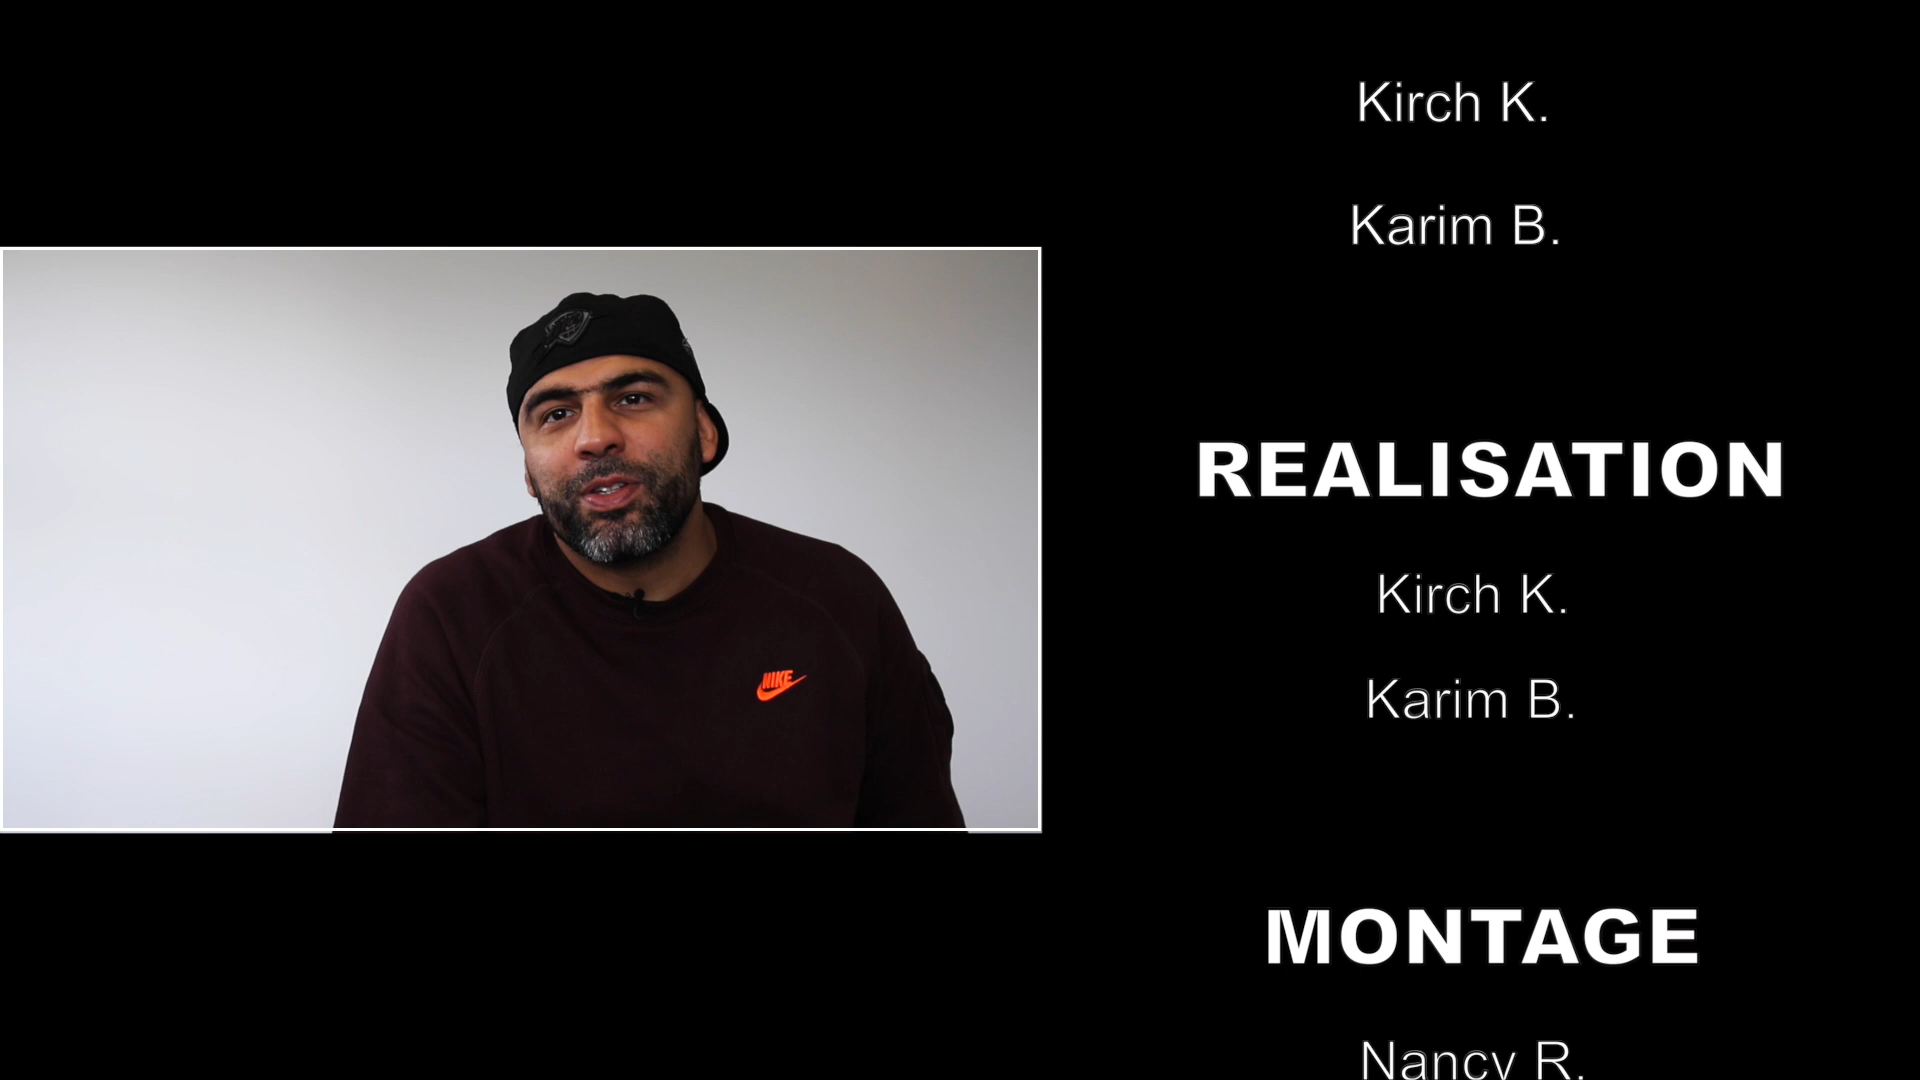 Kirch K.
Karim B.
NIKE
REALISATION
Kirch K.
Karim B.
MONTAGE
Nancy R.